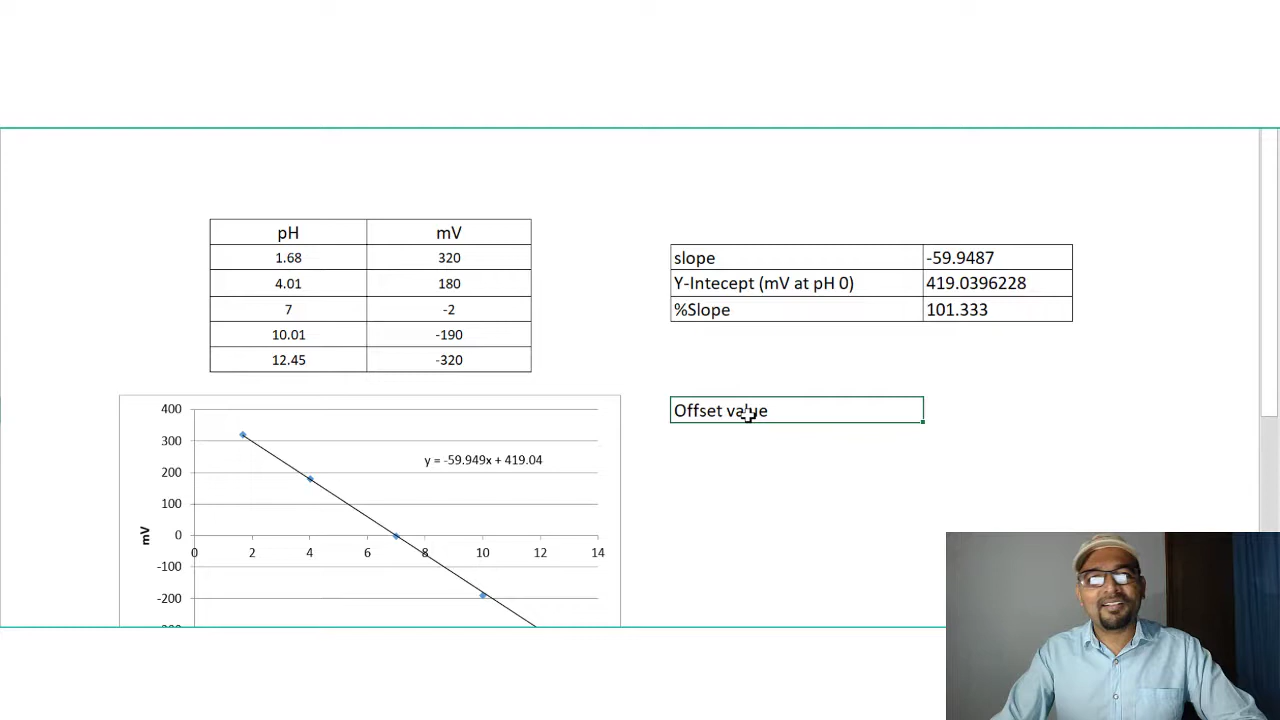 pH mV
1.68 320
4.01 180
7 -2
10.01 -190
12.45 -320
slope -59.9487
Y-Intecept (mV at pH 0) 419.0396228
%Slope 101.333
Offset value
400
300
200
100
0
-100
-200
mV
y = -59.949x + 419.04
0 2 4 6 8 10 12 14